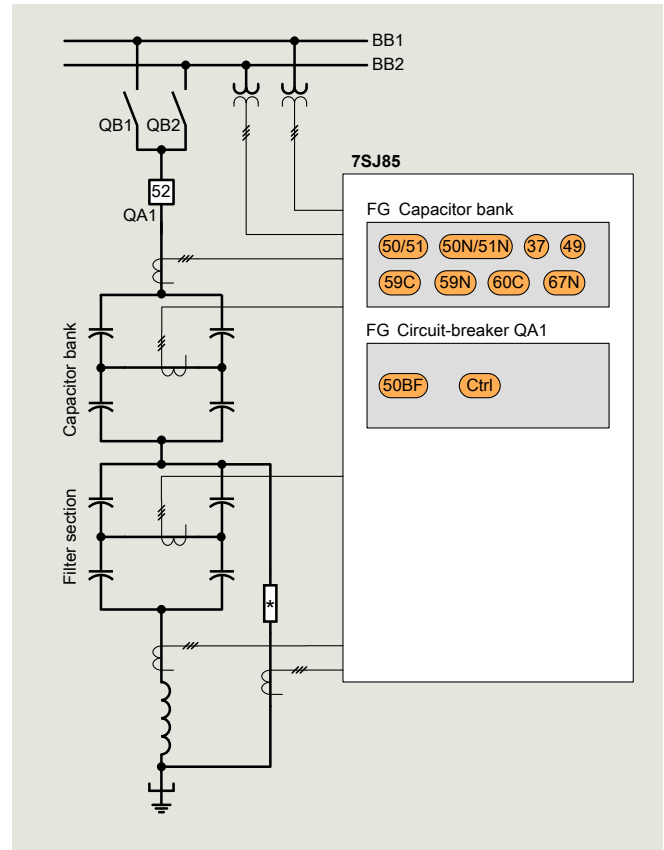 BB1
BB2
QB1 QB2
52
QA1
7SJ85
FG Capacitor bank
50/51 50N/51N 37 49
59C 59N 60C 67N
FG Circuit-breaker QA1
50BF Ctrl
Capacitor bank
Filter section
*